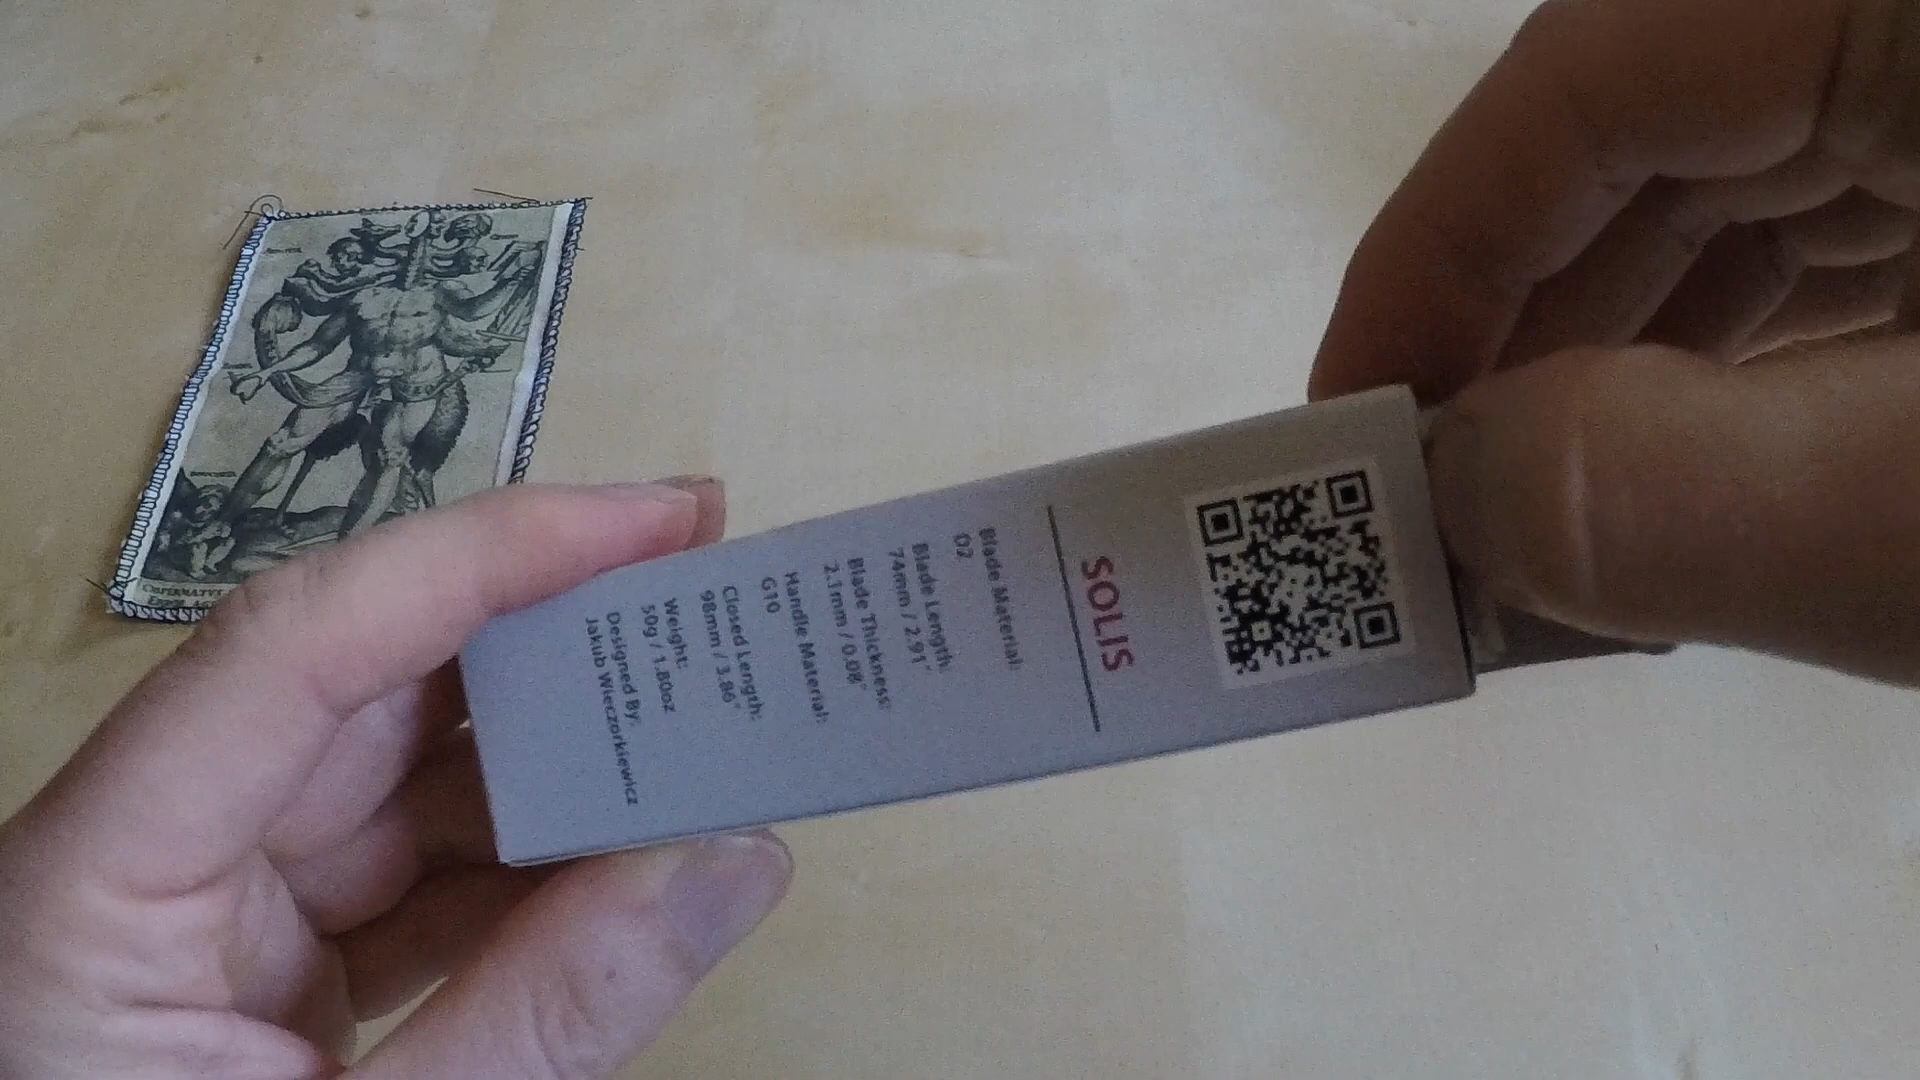 SOLIS
Blade Material:
D2
Blade Length:
74mm / 2.91"
Blade Thickness:
2.1mm / 0.08"
Handle Material:
G10
Closed Length:
98mm / 3.86"
Weight:
50g / 1.80oz
Designed By:
Jakub Wieczorkiewicz